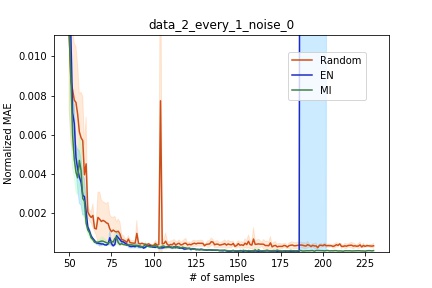 data_2_every_1_noise_0
0.010
0.008
0.006
0.004
0.002
Normalized MAE
Random
EN
MI
50 75 100 125 150 175 200 225
# of samples